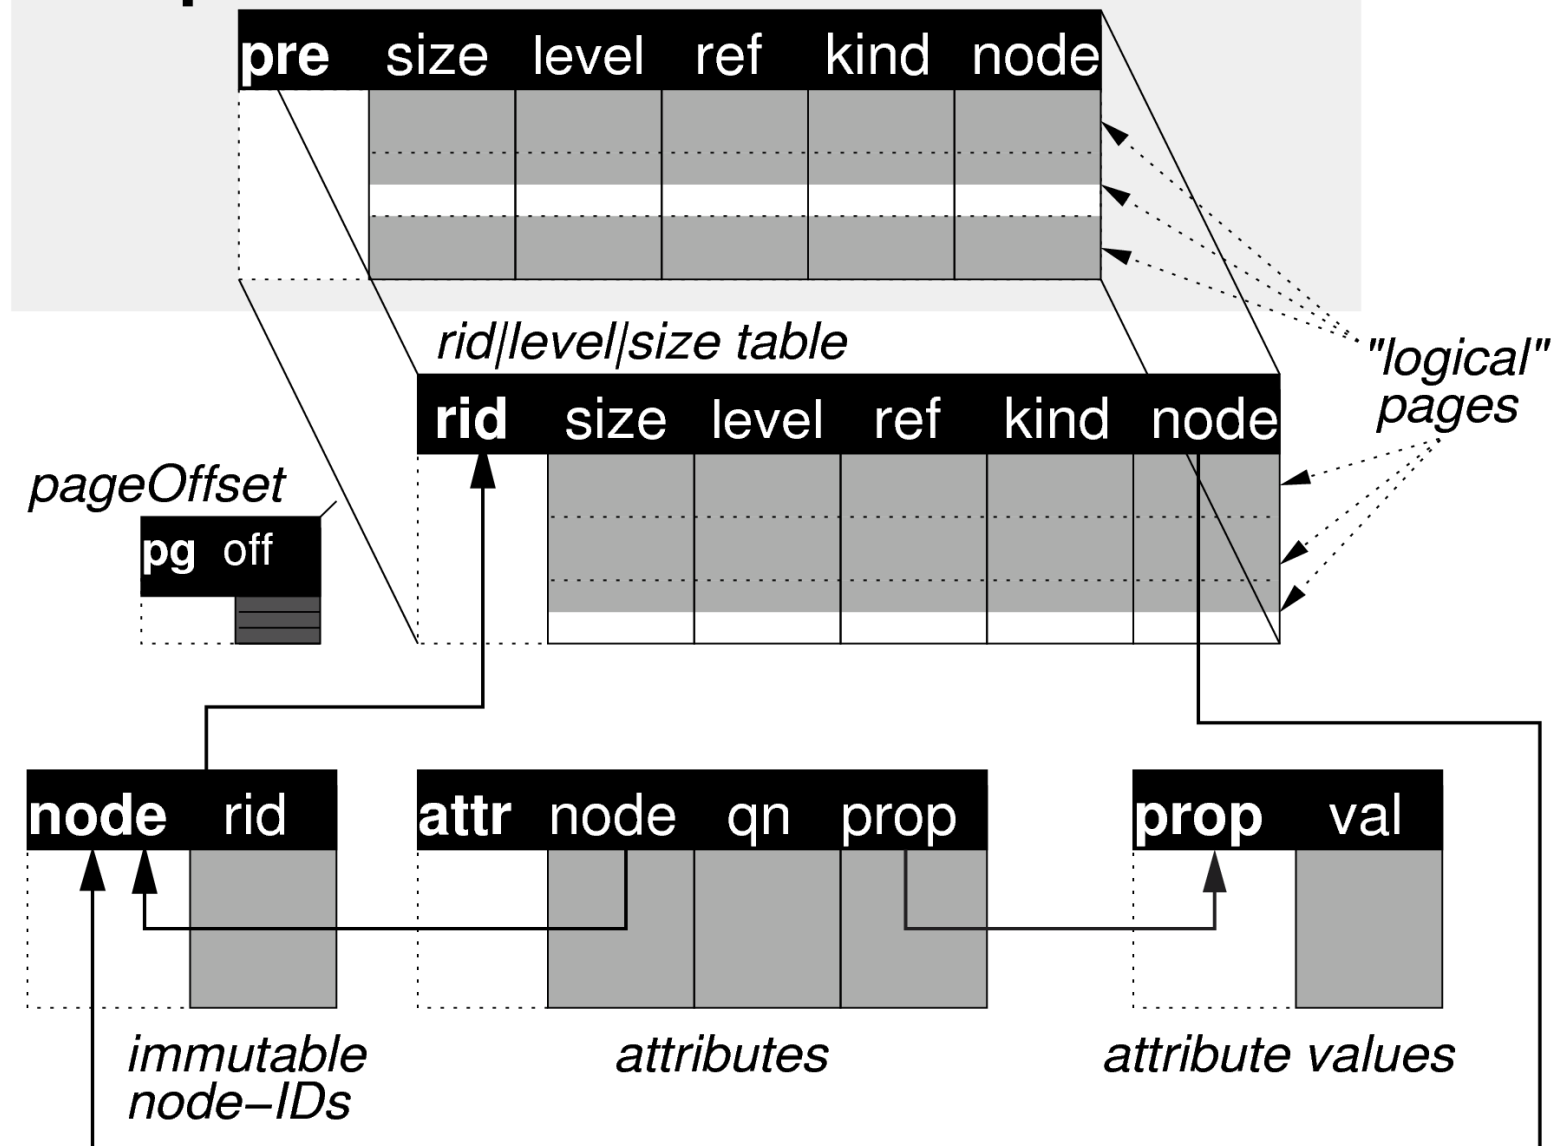 pre size level ref kind node
rid|level|size table
"logical"
pages
rid size level ref kind node
pageOffset
pg off
node rid
attr node qn prop
prop val
immutable
node–IDs
attributes
attribute values